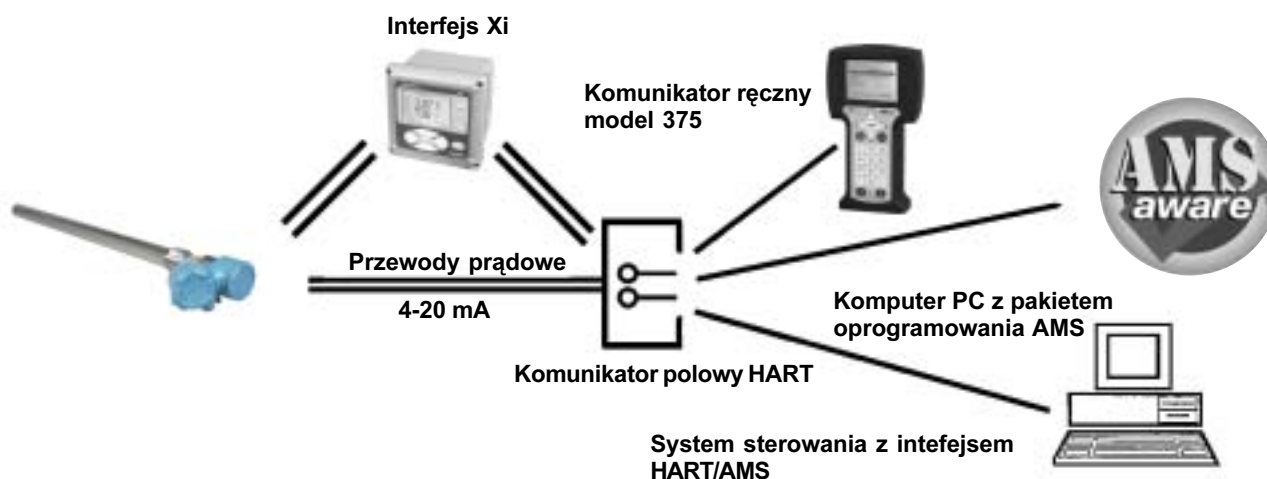 Interfejs Xi
Komunikator ręczny
model 375
AMS
aware
Przewody prądowe
4-20 mA
Komputer PC z pakietem
oprogramowania AMS
Komunikator polowy HART
System sterowania z intefejsem
HART/AMS